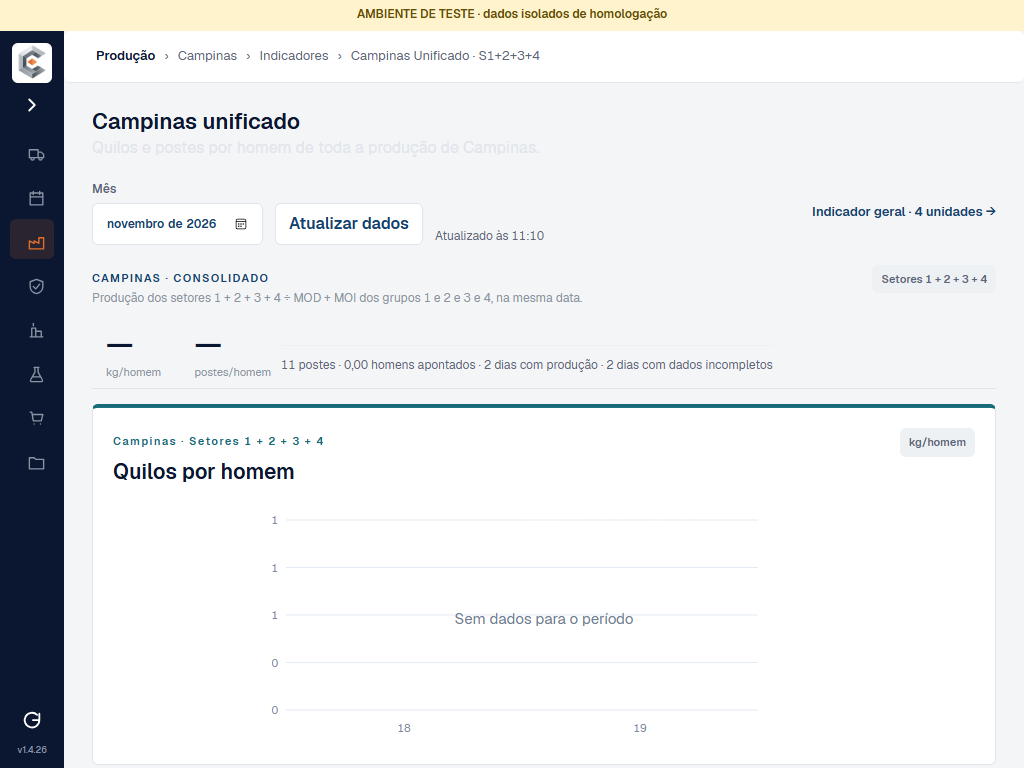 AMBIENTE DE TESTE · dados isolados de homologação
Produção › Campinas › Indicadores › Campinas Unificado · S1+2+3+4
Campinas unificado
Quilos e postes por homem de toda a produção de Campinas.
Mês
novembro de 2026
Atualizar dados
Atualizado às 11:10
Indicador geral · 4 unidades →
CAMPINAS · CONSOLIDADO
Produção dos setores 1 + 2 + 3 + 4 ÷ MOD + MOI dos grupos 1 e 2 e 3 e 4, na mesma data.
Setores 1 + 2 + 3 + 4
— kg/homem
— postes/homem
11 postes · 0,00 homens apontados · 2 dias com produção · 2 dias com dados incompletos
Campinas · Setores 1 + 2 + 3 + 4
kg/homem
Quilos por homem
1
1
1
0
0
Sem dados para o período
18
19
v1.4.26